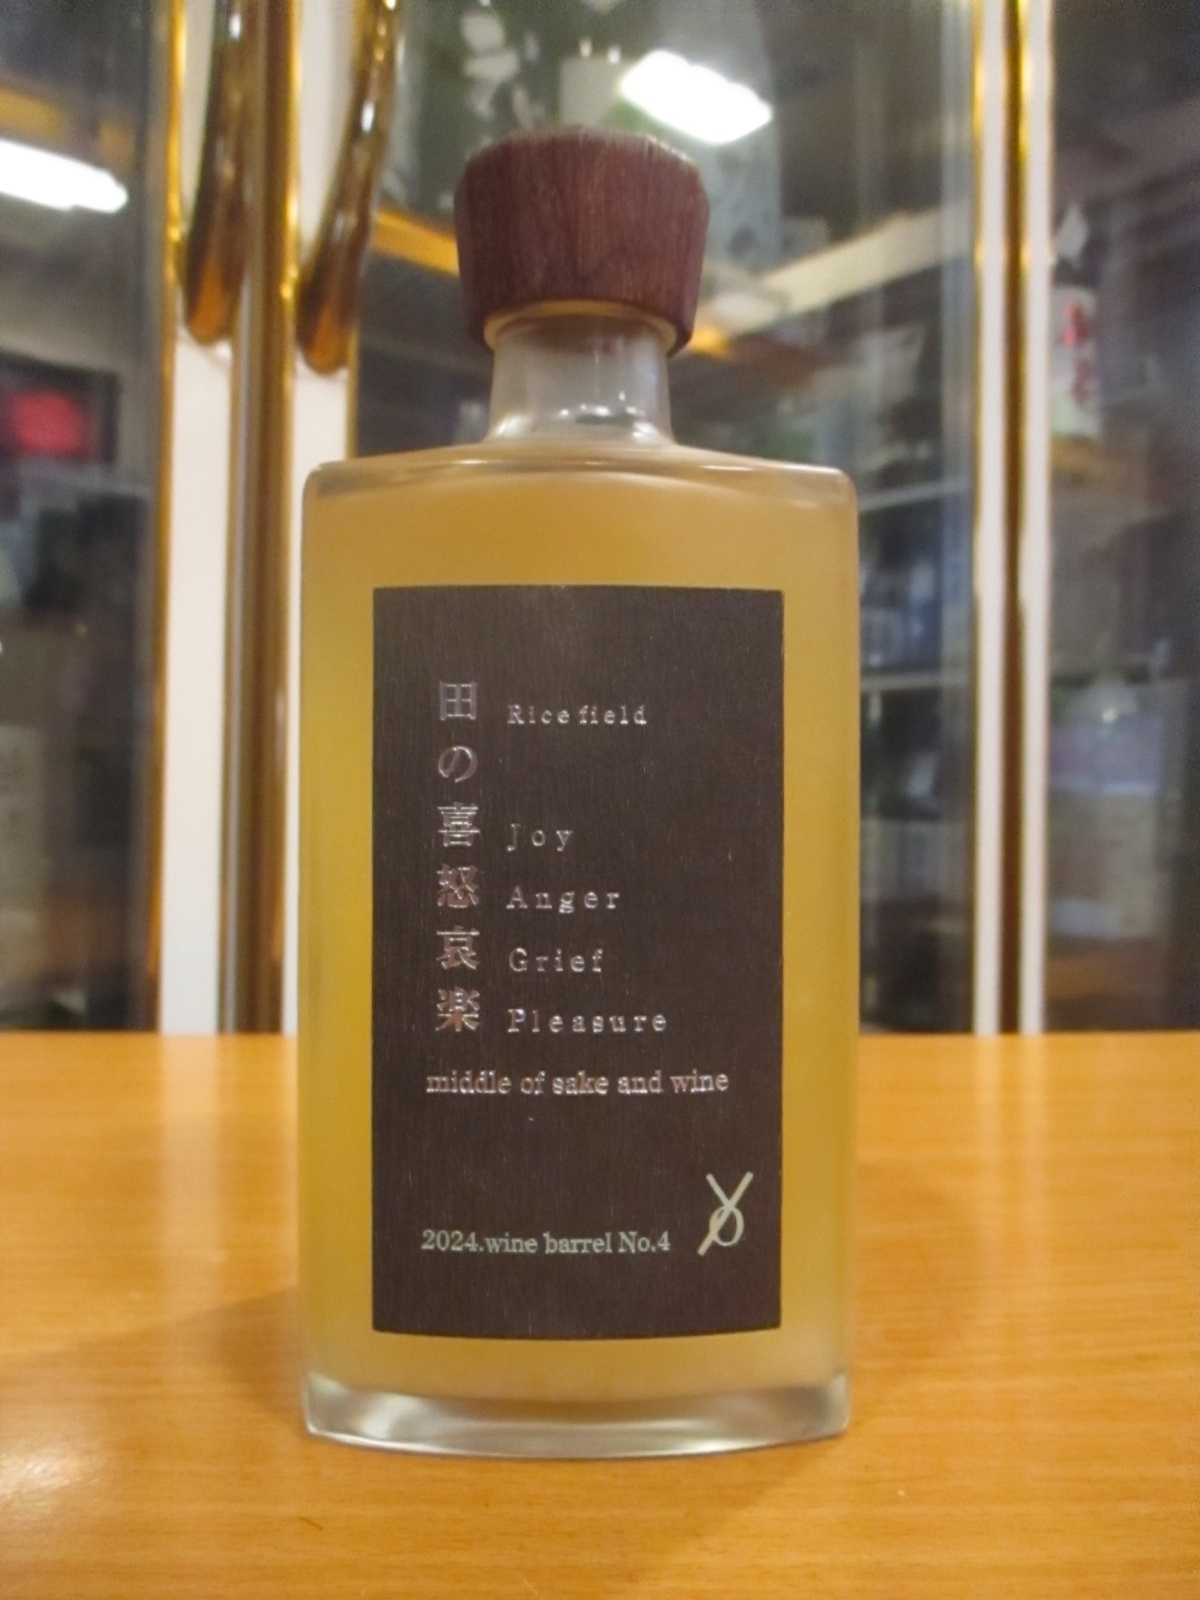 田の喜怒哀楽
Rice field
Joy
Anger
Grief
Pleasure
middle of sake and wine
2024.wine barrel No.4